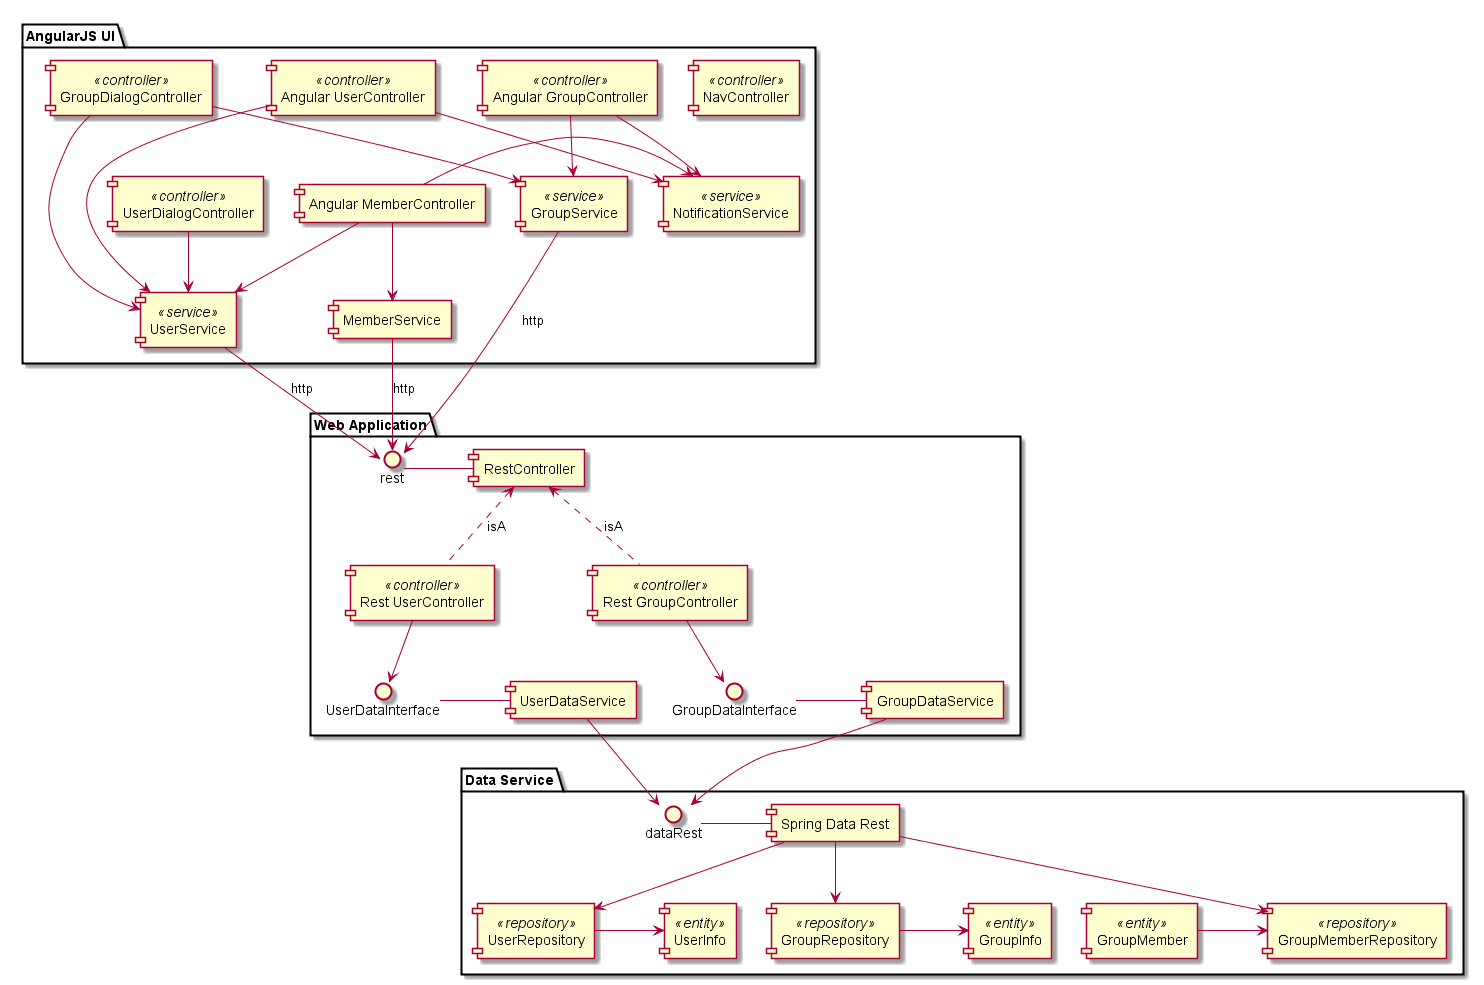 AngularJS UI
«controller»
GroupDialogController
«controller»
Angular UserController
«controller»
Angular GroupController
«controller»
NavController
«controller»
UserDialogController
Angular MemberController
«service»
GroupService
«service»
NotificationService
«service»
UserService
MemberService
http
http
http
Web Application
rest
RestController
isA
isA
«controller»
Rest UserController
«controller»
Rest GroupController
UserDataInterface
UserDataService
GroupDataInterface
GroupDataService
Data Service
dataRest
Spring Data Rest
«repository»
UserRepository
«entity»
UserInfo
«repository»
GroupRepository
«entity»
GroupInfo
«entity»
GroupMember
«repository»
GroupMemberRepository